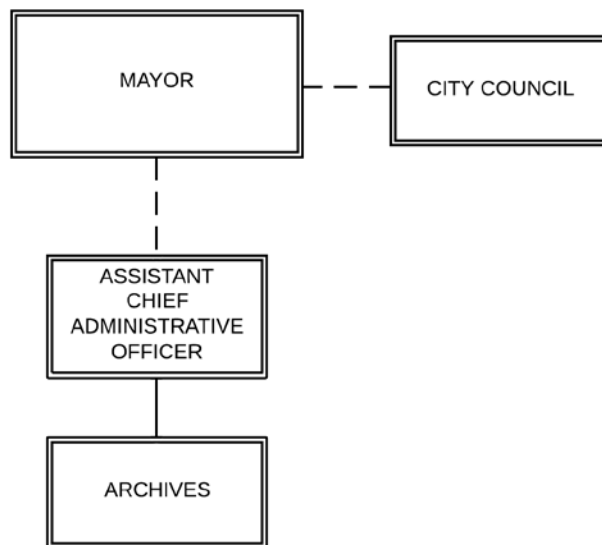 MAYOR
CITY COUNCIL
ASSISTANT
CHIEF
ADMINISTRATIVE
OFFICER
ARCHIVES